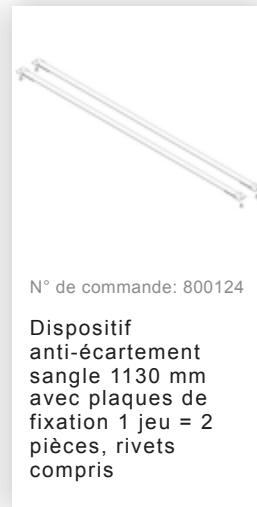 N° de commande: 800124
Dispositif
anti-écartement
sangle 1130 mm
avec plaques de
fixation 1 jeu = 2
pièces, rivets
compris